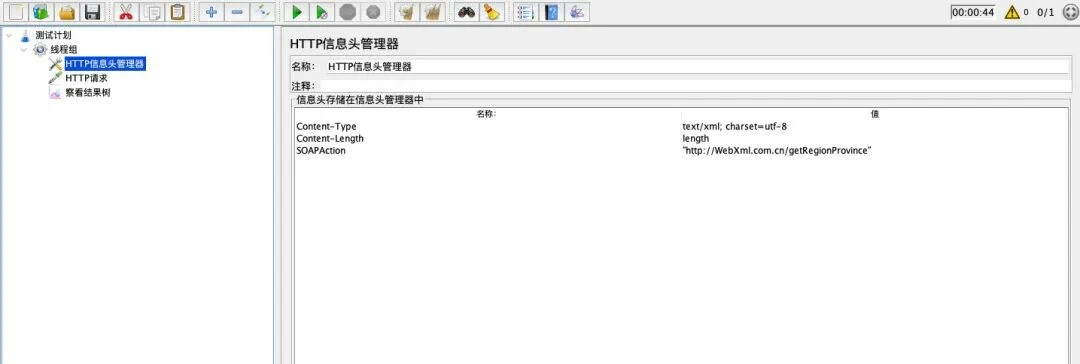 00:00:44 0 0/1
测试计划
线程组
HTTP信息头管理器
HTTP请求
察看结果树
HTTP信息头管理器
名称： HTTP信息头管理器
注释：
信息头存储在信息头管理器中
名称: 值
Content-Type text/xml; charset=utf-8
Content-Length length
SOAPAction "http://WebXml.com.cn/getRegionProvince"